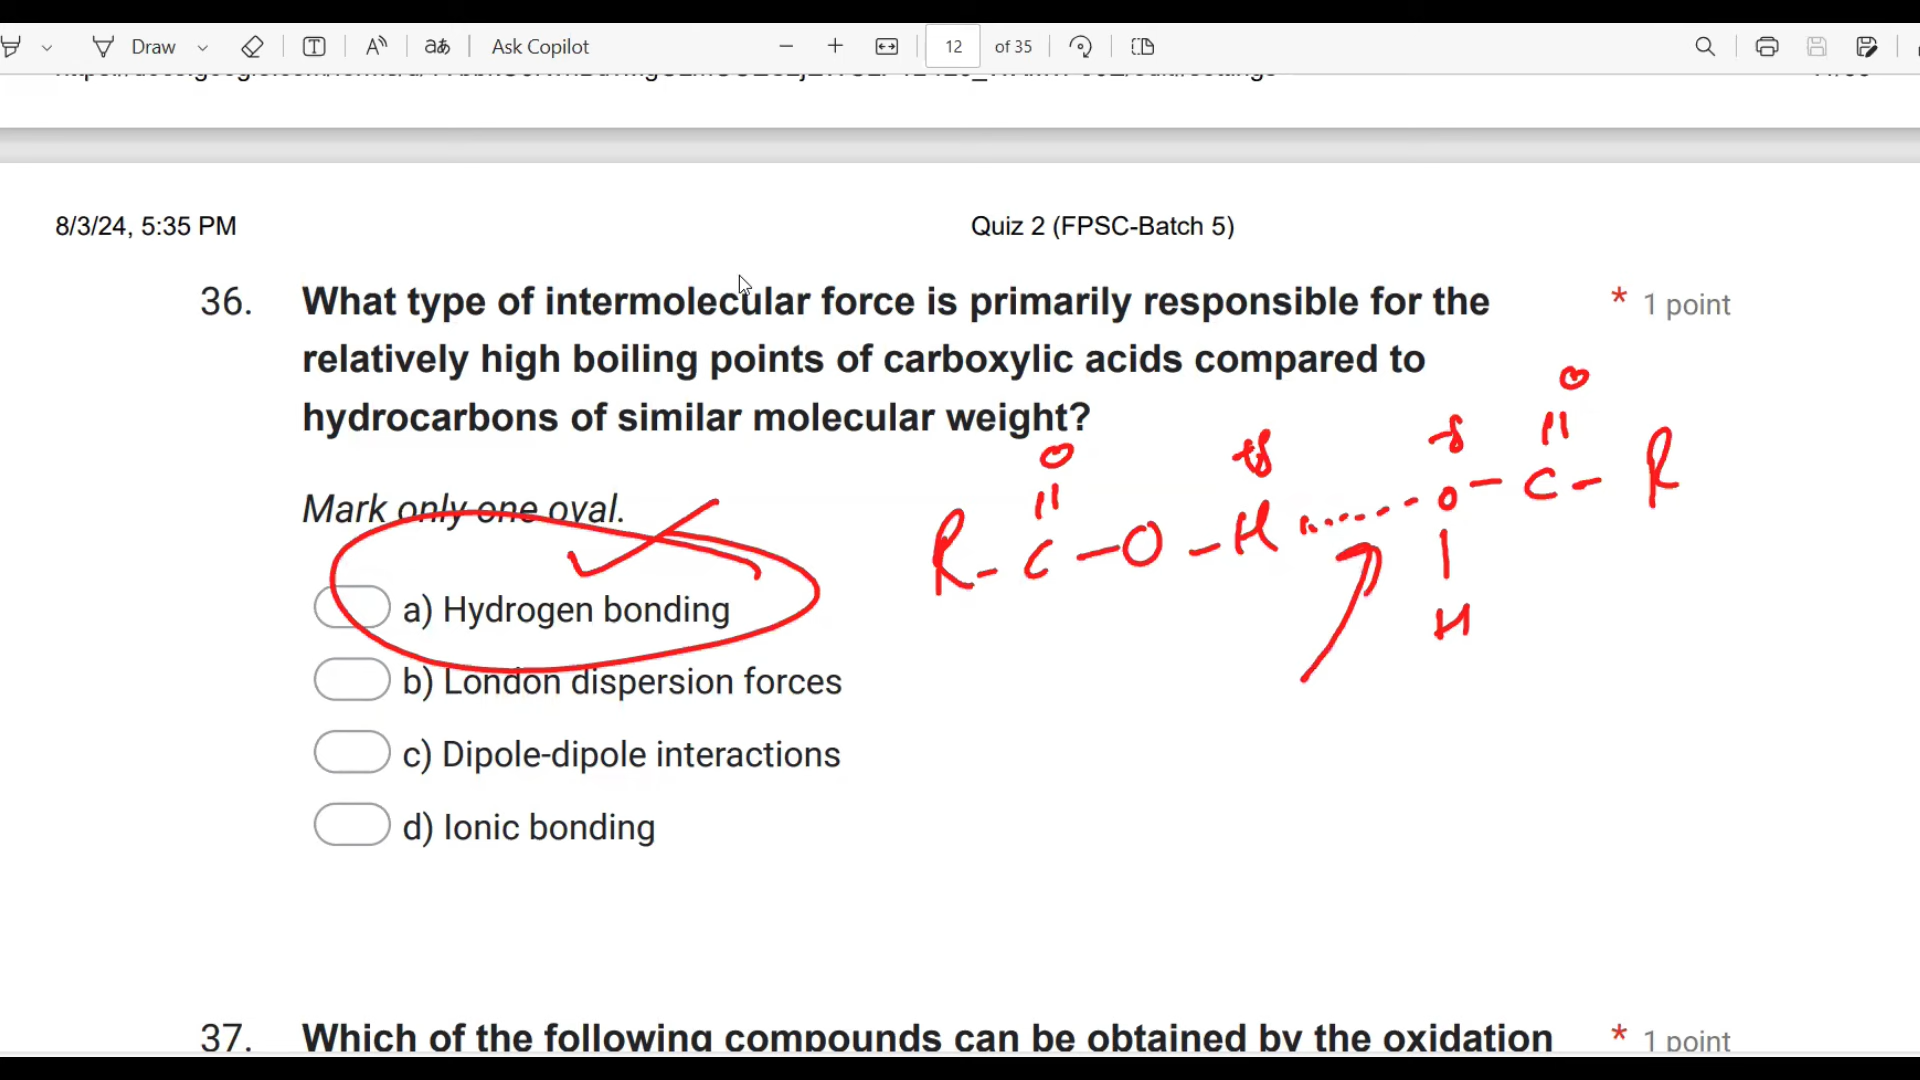 Draw aあ Ask Copilot 12 of 35
8/3/24, 5:35 PM Quiz 2 (FPSC-Batch 5)
36. What type of intermolecular force is primarily responsible for the * 1 point
relatively high boiling points of carboxylic acids compared to
hydrocarbons of similar molecular weight?
Mark only one oval.
a) Hydrogen bonding
b) London dispersion forces
c) Dipole-dipole interactions
d) Ionic bonding
O O
R - C - O - H ...... O - C - R
H
37. Which of the following compounds can be obtained by the oxidation * 1 point